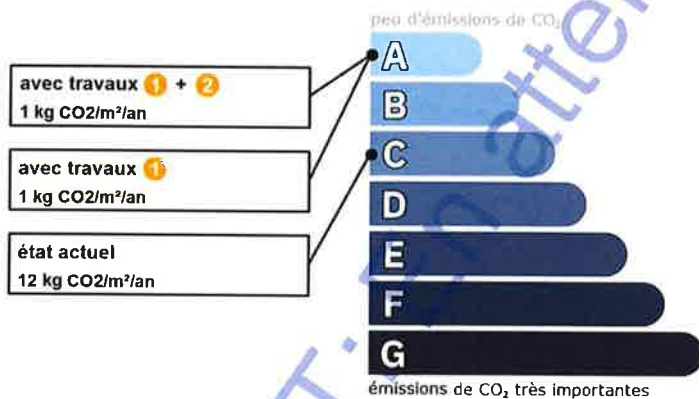 peu d'émissions de CO₂
A
avec travaux 1 + 2
1 kg CO2/m²/an
B
C
avec travaux 1
1 kg CO2/m²/an
D
état actuel
12 kg CO2/m²/an
E
F
G
émissions de CO₂ très importantes